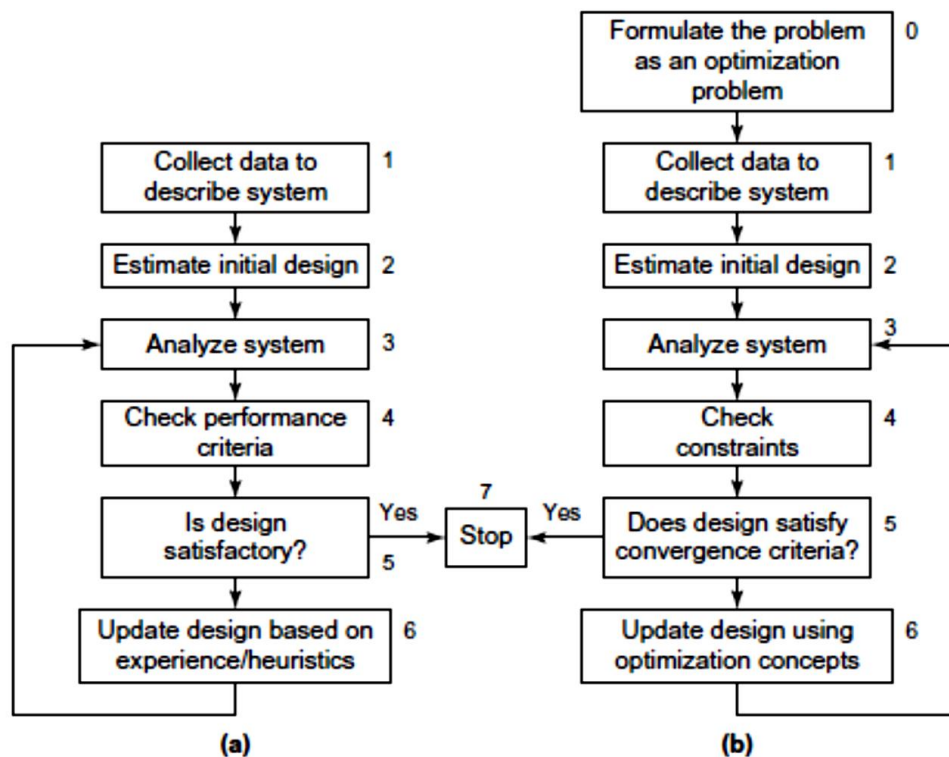 Formulate the problem
as an optimization
problem
0
Collect data to
describe system
1
Collect data to
describe system
1
Estimate initial design
2
Estimate initial design
2
Analyze system
3
Analyze system
3
Check performance
criteria
4
Check
constraints
4
Is design
satisfactory?
5
Yes
7
Stop
Yes
Does design satisfy
convergence criteria?
5
Update design based on
experience/heuristics
6
Update design using
optimization concepts
6
(a)
(b)